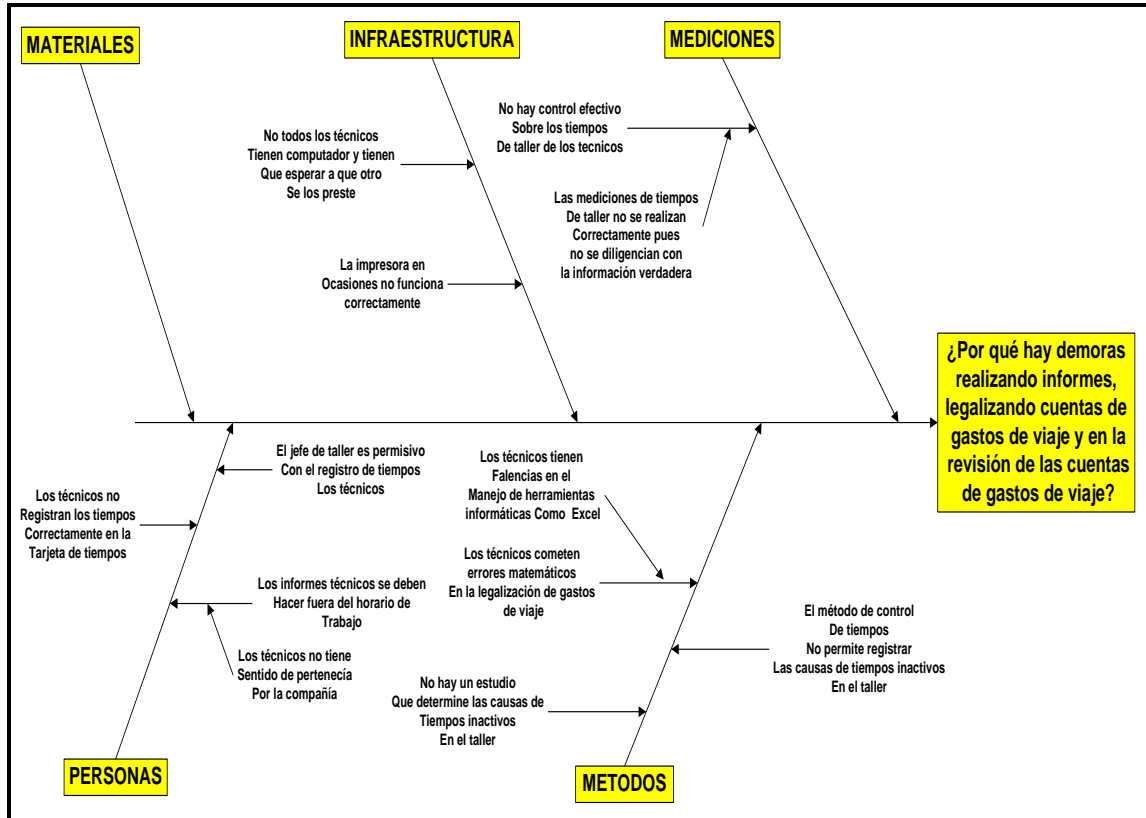 MATERIALES
INFRAESTRUCTURA
MEDICIONES
No todos los técnicos
Tienen computador y tienen
Que esperar a que otro
Se los preste
La impresora en
Ocasiones no funciona
correctamente
No hay control efectivo
Sobre los tiempos
De taller de los tecnicos
Las mediciones de tiempos
De taller no se realizan
Correctamente pues
no se diligencian con
la información verdadera
¿Por qué hay demoras
realizando informes,
legalizando cuentas de
gastos de viaje y en la
revisión de las cuentas
de gastos de viaje?
El jefe de taller es permisivo
Con el registro de tiempos
Los técnicos
Los técnicos no
Registran los tiempos
Correctamente en la
Tarjeta de tiempos
Los informes técnicos se deben
Hacer fuera del horario de
Trabajo
Los técnicos no tiene
Sentido de pertenecía
Por la compañía
Los técnicos tienen
Falencias en el
Manejo de herramientas
informáticas Como Excel
Los técnicos cometen
errores matemáticos
En la legalización de gastos
de viaje
El método de control
De tiempos
No permite registrar
Las causas de tiempos inactivos
En el taller
No hay un estudio
Que determine las causas de
Tiempos inactivos
En el taller
PERSONAS
METODOS